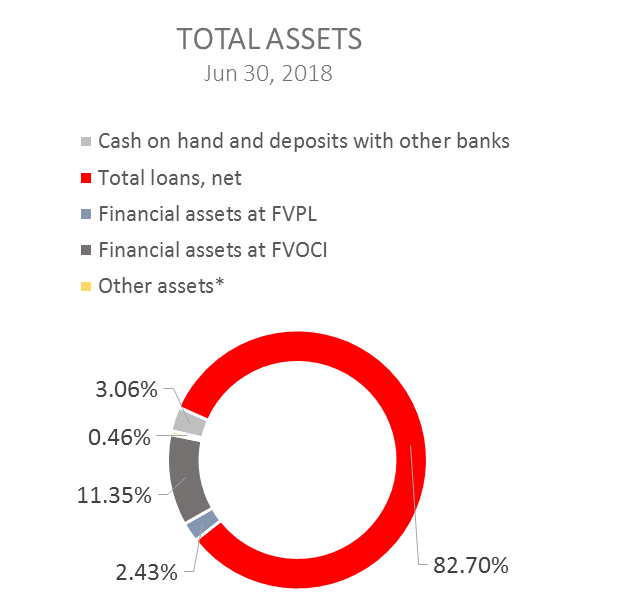 TOTAL ASSETS
Jun 30, 2018
Cash on hand and deposits with other banks
Total loans, net
Financial assets at FVPL
Financial assets at FVOCI
Other assets*
3.06%
0.46%
11.35%
2.43%
82.70%